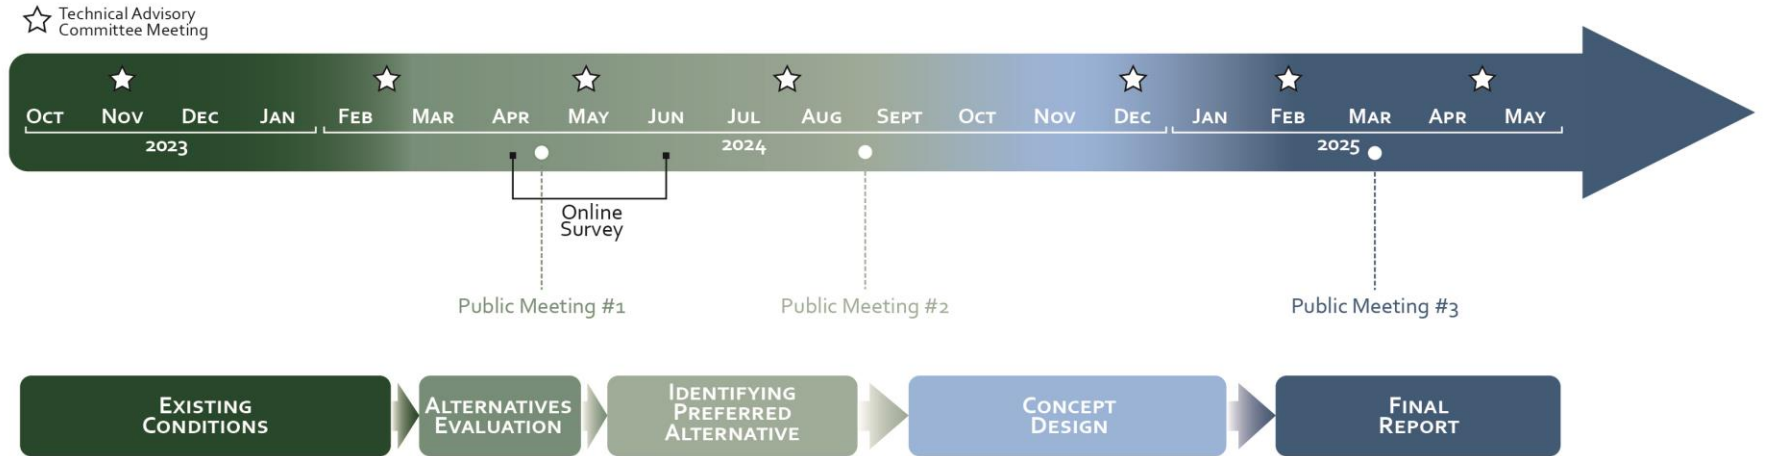 Technical Advisory
Committee Meeting
Oct Nov Dec Jan Feb Mar Apr May Jun Jul Aug Sept Oct Nov Dec Jan Feb Mar Apr May
2023 2024 2025
Online
Survey
Public Meeting #1 Public Meeting #2 Public Meeting #3
Existing
Conditions
Alternatives
Evaluation
Identifying
Preferred
Alternative
Concept
Design
Final
Report